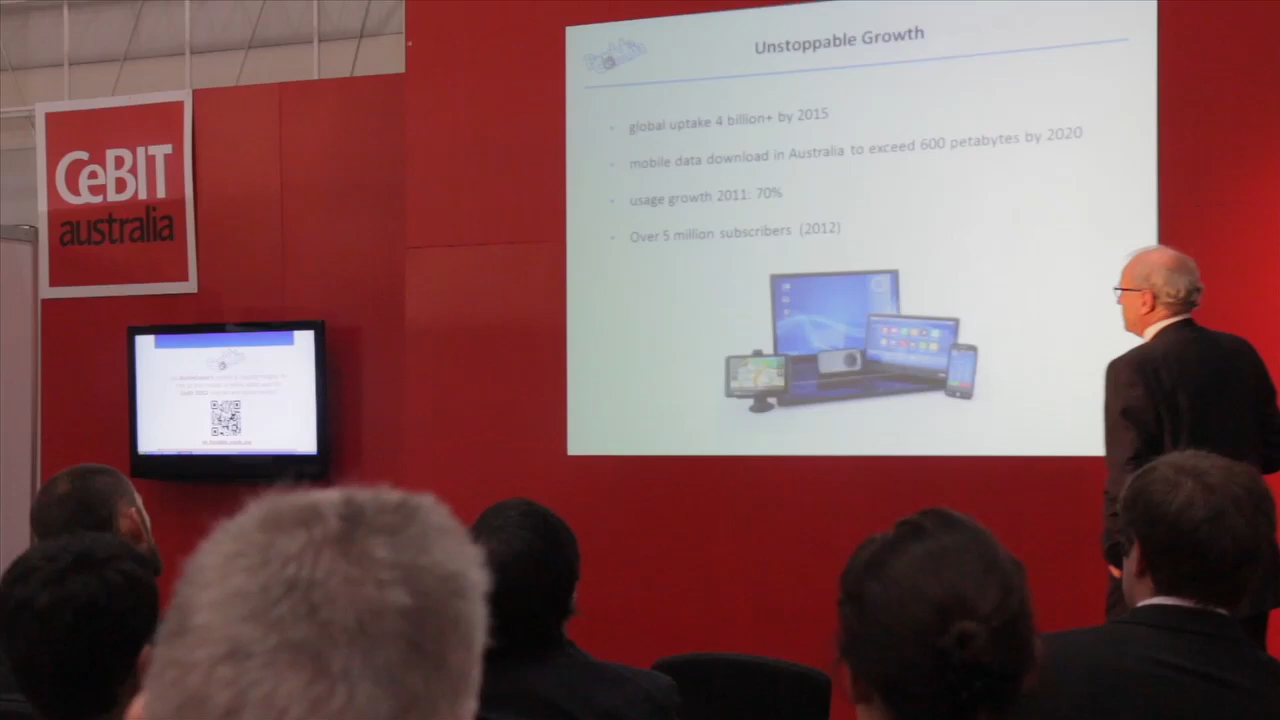 CeBIT
australia
Unstoppable Growth
global uptake 4 billion+ by 2015
mobile data download in Australia to exceed 600 petabytes by 2020
usage growth 2011: 70%
Over 5 million subscribers (2012)